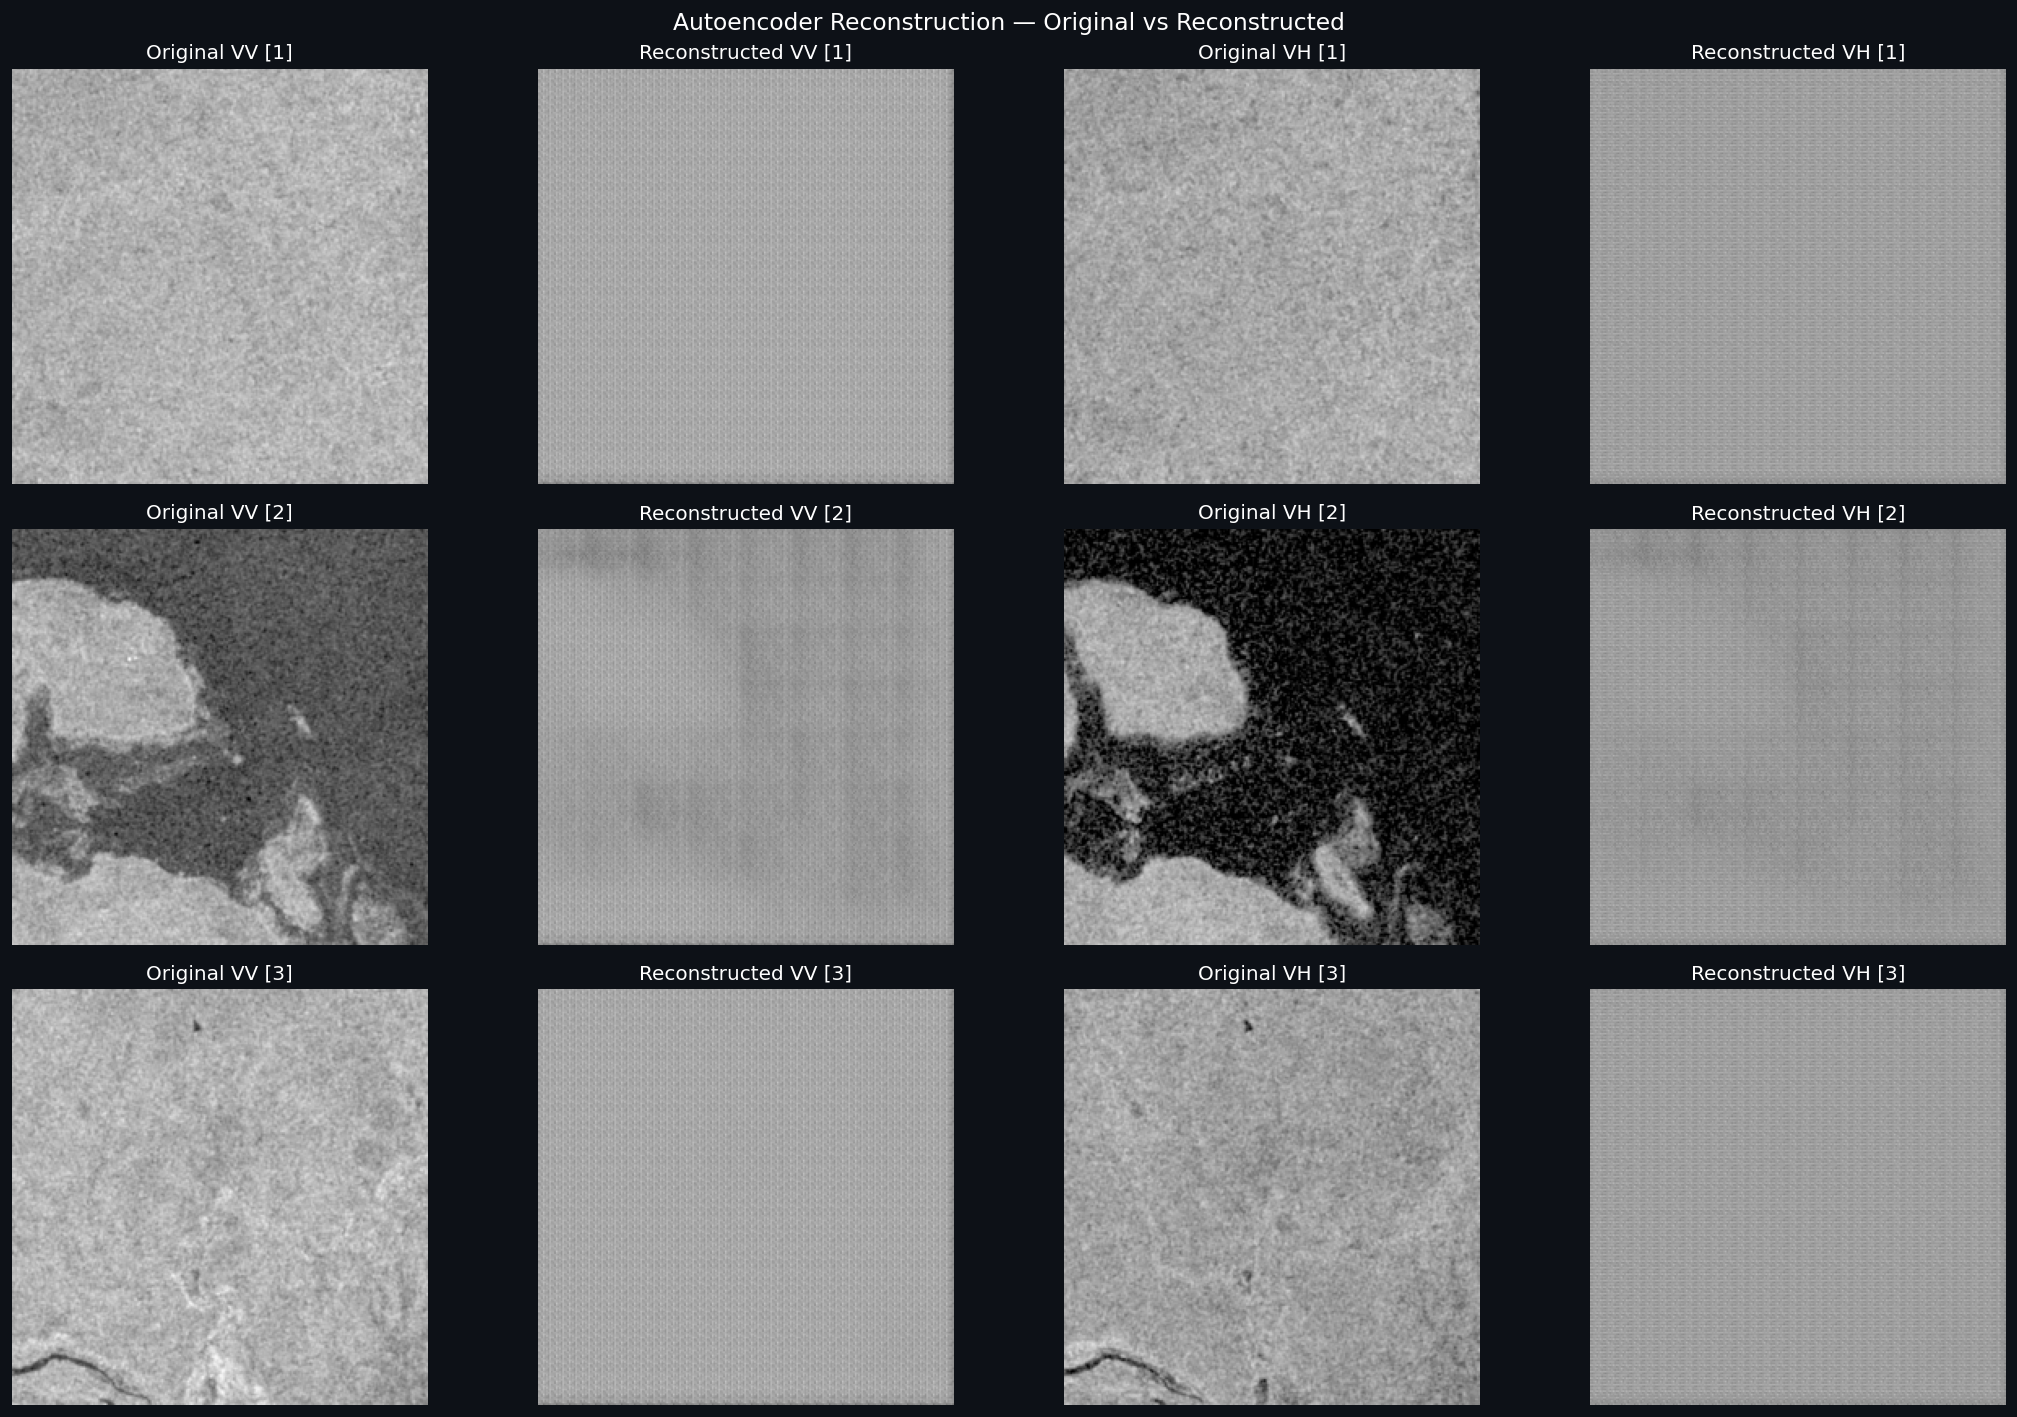 Autoencoder Reconstruction — Original vs Reconstructed
Original VV [1]
Reconstructed VV [1]
Original VH [1]
Reconstructed VH [1]
Original VV [2]
Reconstructed VV [2]
Original VH [2]
Reconstructed VH [2]
Original VV [3]
Reconstructed VV [3]
Original VH [3]
Reconstructed VH [3]